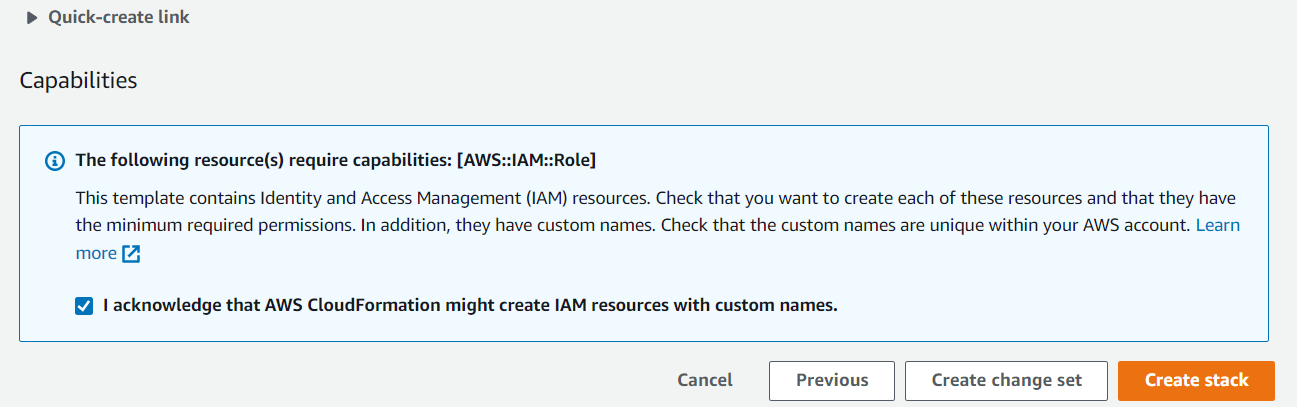 Quick-create link
Capabilities
The following resource(s) require capabilities: [AWS::IAM::Role]
This template contains Identity and Access Management (IAM) resources. Check that you want to create each of these resources and that they have
the minimum required permissions. In addition, they have custom names. Check that the custom names are unique within your AWS account. Learn
more
I acknowledge that AWS CloudFormation might create IAM resources with custom names.
Cancel Previous Create change set Create stack